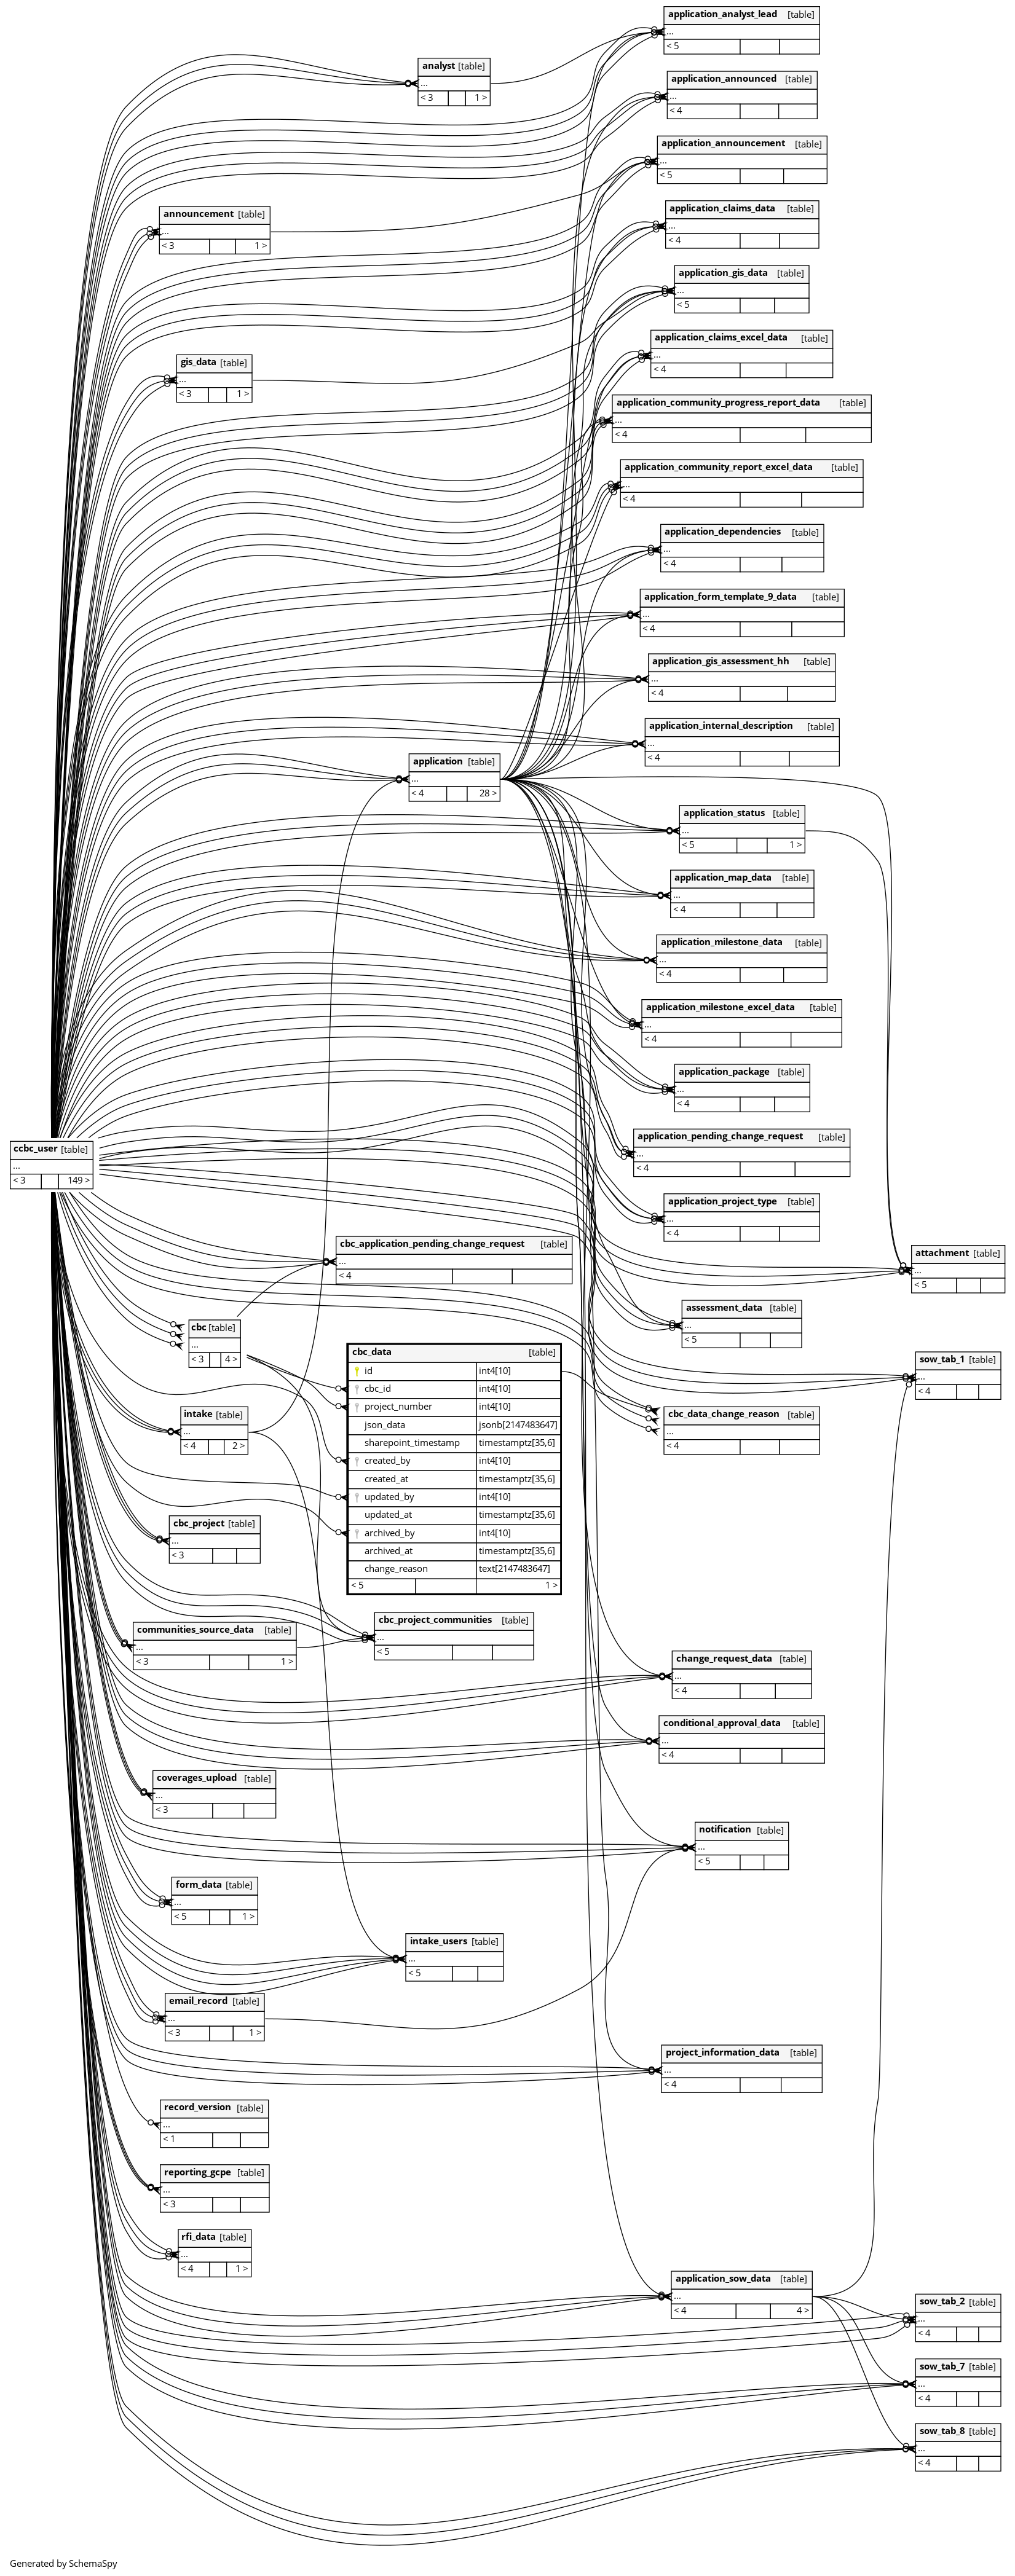 application_analyst_lead [table]
...
< 5
analyst [table]
...
< 3 1 >
application_announced [table]
...
< 4
application_announcement [table]
...
< 5
application_claims_data [table]
...
< 4
announcement [table]
...
< 3 1 >
application_gis_data [table]
...
< 5
application_claims_excel_data [table]
...
< 4
gis_data [table]
...
< 3 1 >
application_community_progress_report_data [table]
...
< 4
application_community_report_excel_data [table]
...
< 4
application_dependencies [table]
...
< 4
application_form_template_9_data [table]
...
< 4
application_gis_assessment_hh [table]
...
< 4
application_internal_description [table]
...
< 4
application [table]
...
< 4 28 >
application_status [table]
...
< 5 1 >
application_map_data [table]
...
< 4
application_milestone_data [table]
...
< 4
application_milestone_excel_data [table]
...
< 4
application_package [table]
...
< 4
application_pending_change_request [table]
...
< 4
ccbc_user [table]
...
< 3 149 >
application_project_type [table]
...
< 4
cbc_application_pending_change_request [table]
...
< 4
attachment [table]
...
< 5
assessment_data [table]
...
< 5
cbc [table]
...
< 3 4 >
sow_tab_1 [table]
...
< 4
cbc_data [table]
id int4[10]
cbc_id int4[10]
project_number int4[10]
json_data jsonb[2147483647]
sharepoint_timestamp timestamptz[35,6]
created_by int4[10]
created_at timestamptz[35,6]
updated_by int4[10]
updated_at timestamptz[35,6]
archived_by int4[10]
archived_at timestamptz[35,6]
change_reason text[2147483647]
< 5 1 >
cbc_data_change_reason [table]
...
< 4
intake [table]
...
< 4 2 >
cbc_project [table]
...
< 3
cbc_project_communities [table]
...
< 5
communities_source_data [table]
...
< 3 1 >
change_request_data [table]
...
< 4
conditional_approval_data [table]
...
< 4
coverages_upload [table]
...
< 3
notification [table]
...
< 5
form_data [table]
...
< 5 1 >
intake_users [table]
...
< 5
email_record [table]
...
< 3 1 >
project_information_data [table]
...
< 4
record_version [table]
...
< 1
reporting_gcpe [table]
...
< 3
rfi_data [table]
...
< 4 1 >
application_sow_data [table]
...
< 4 4 >
sow_tab_2 [table]
...
< 4
sow_tab_7 [table]
...
< 4
sow_tab_8 [table]
...
< 4
Generated by SchemaSpy